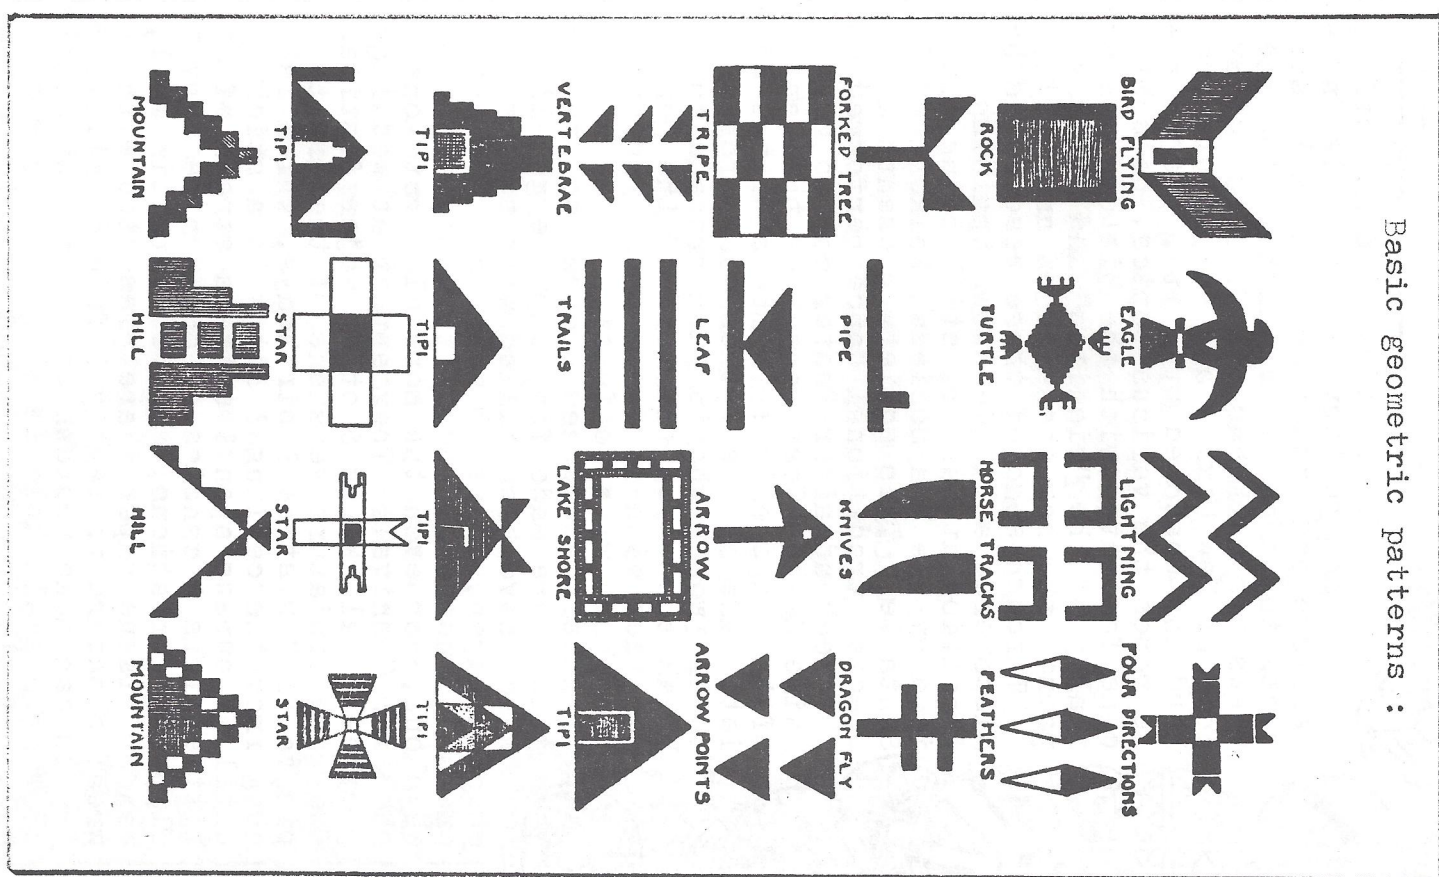 Basic geometric patterns :
BIRD FLYING
EAGLE
LIGHTNING
FOUR DIRECTIONS
ROCK
TURTLE
HORSE TRACKS
FEATHERS
FORKED TREE
PIPE
KNIVES
DRAGON FLY
TRIPE
LEAF
ARROW
ARROW POINTS
VERTEBRAE
TRAILS
LAKE SHORE
TIPI
TIPI
TIPI
TIPI
TIPI
TIPI
STAR
STAR
STAR
MOUNTAIN
HILL
HILL
MOUNTAIN